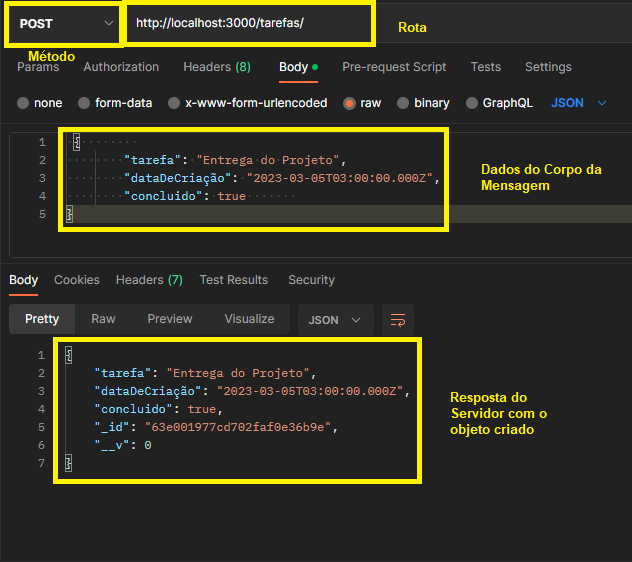 POST
http://localhost:3000/tarefas/
Rota
Método
Params Authorization Headers (8) Body Pre-request Script Tests Settings
none form-data x-www-form-urlencoded raw binary GraphQL JSON
1 {
2 "tarefa": "Entrega do Projeto",
3 "dataDeCriação": "2023-03-05T03:00:00.000Z",
4 "concluido": true
5 }
Dados do Corpo da
Mensagem
Body Cookies Headers (7) Test Results Security
Pretty Raw Preview Visualize JSON
1 {
2 "tarefa": "Entrega do Projeto",
3 "dataDeCriação": "2023-03-05T03:00:00.000Z",
4 "concluido": true,
5 "_id": "63e001977cd702faf0e36b9e",
6 "__v": 0
7 }
Resposta do
Servidor com o
objeto criado